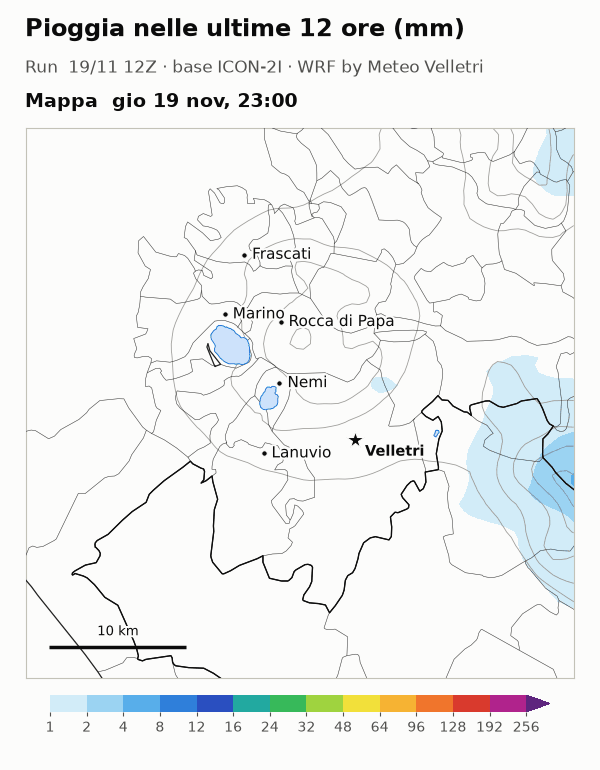 Pioggia nelle ultime 12 ore (mm)
Run  19/11 12Z · base ICON-2I · WRF by Meteo Velletri
Mappa  gio 19 nov, 23:00
Frascati
Marino
Rocca di Papa
Nemi
Velletri
Lanuvio
10 km
1 2 4 8 12 16 24 32 48 64 96 128 192 256